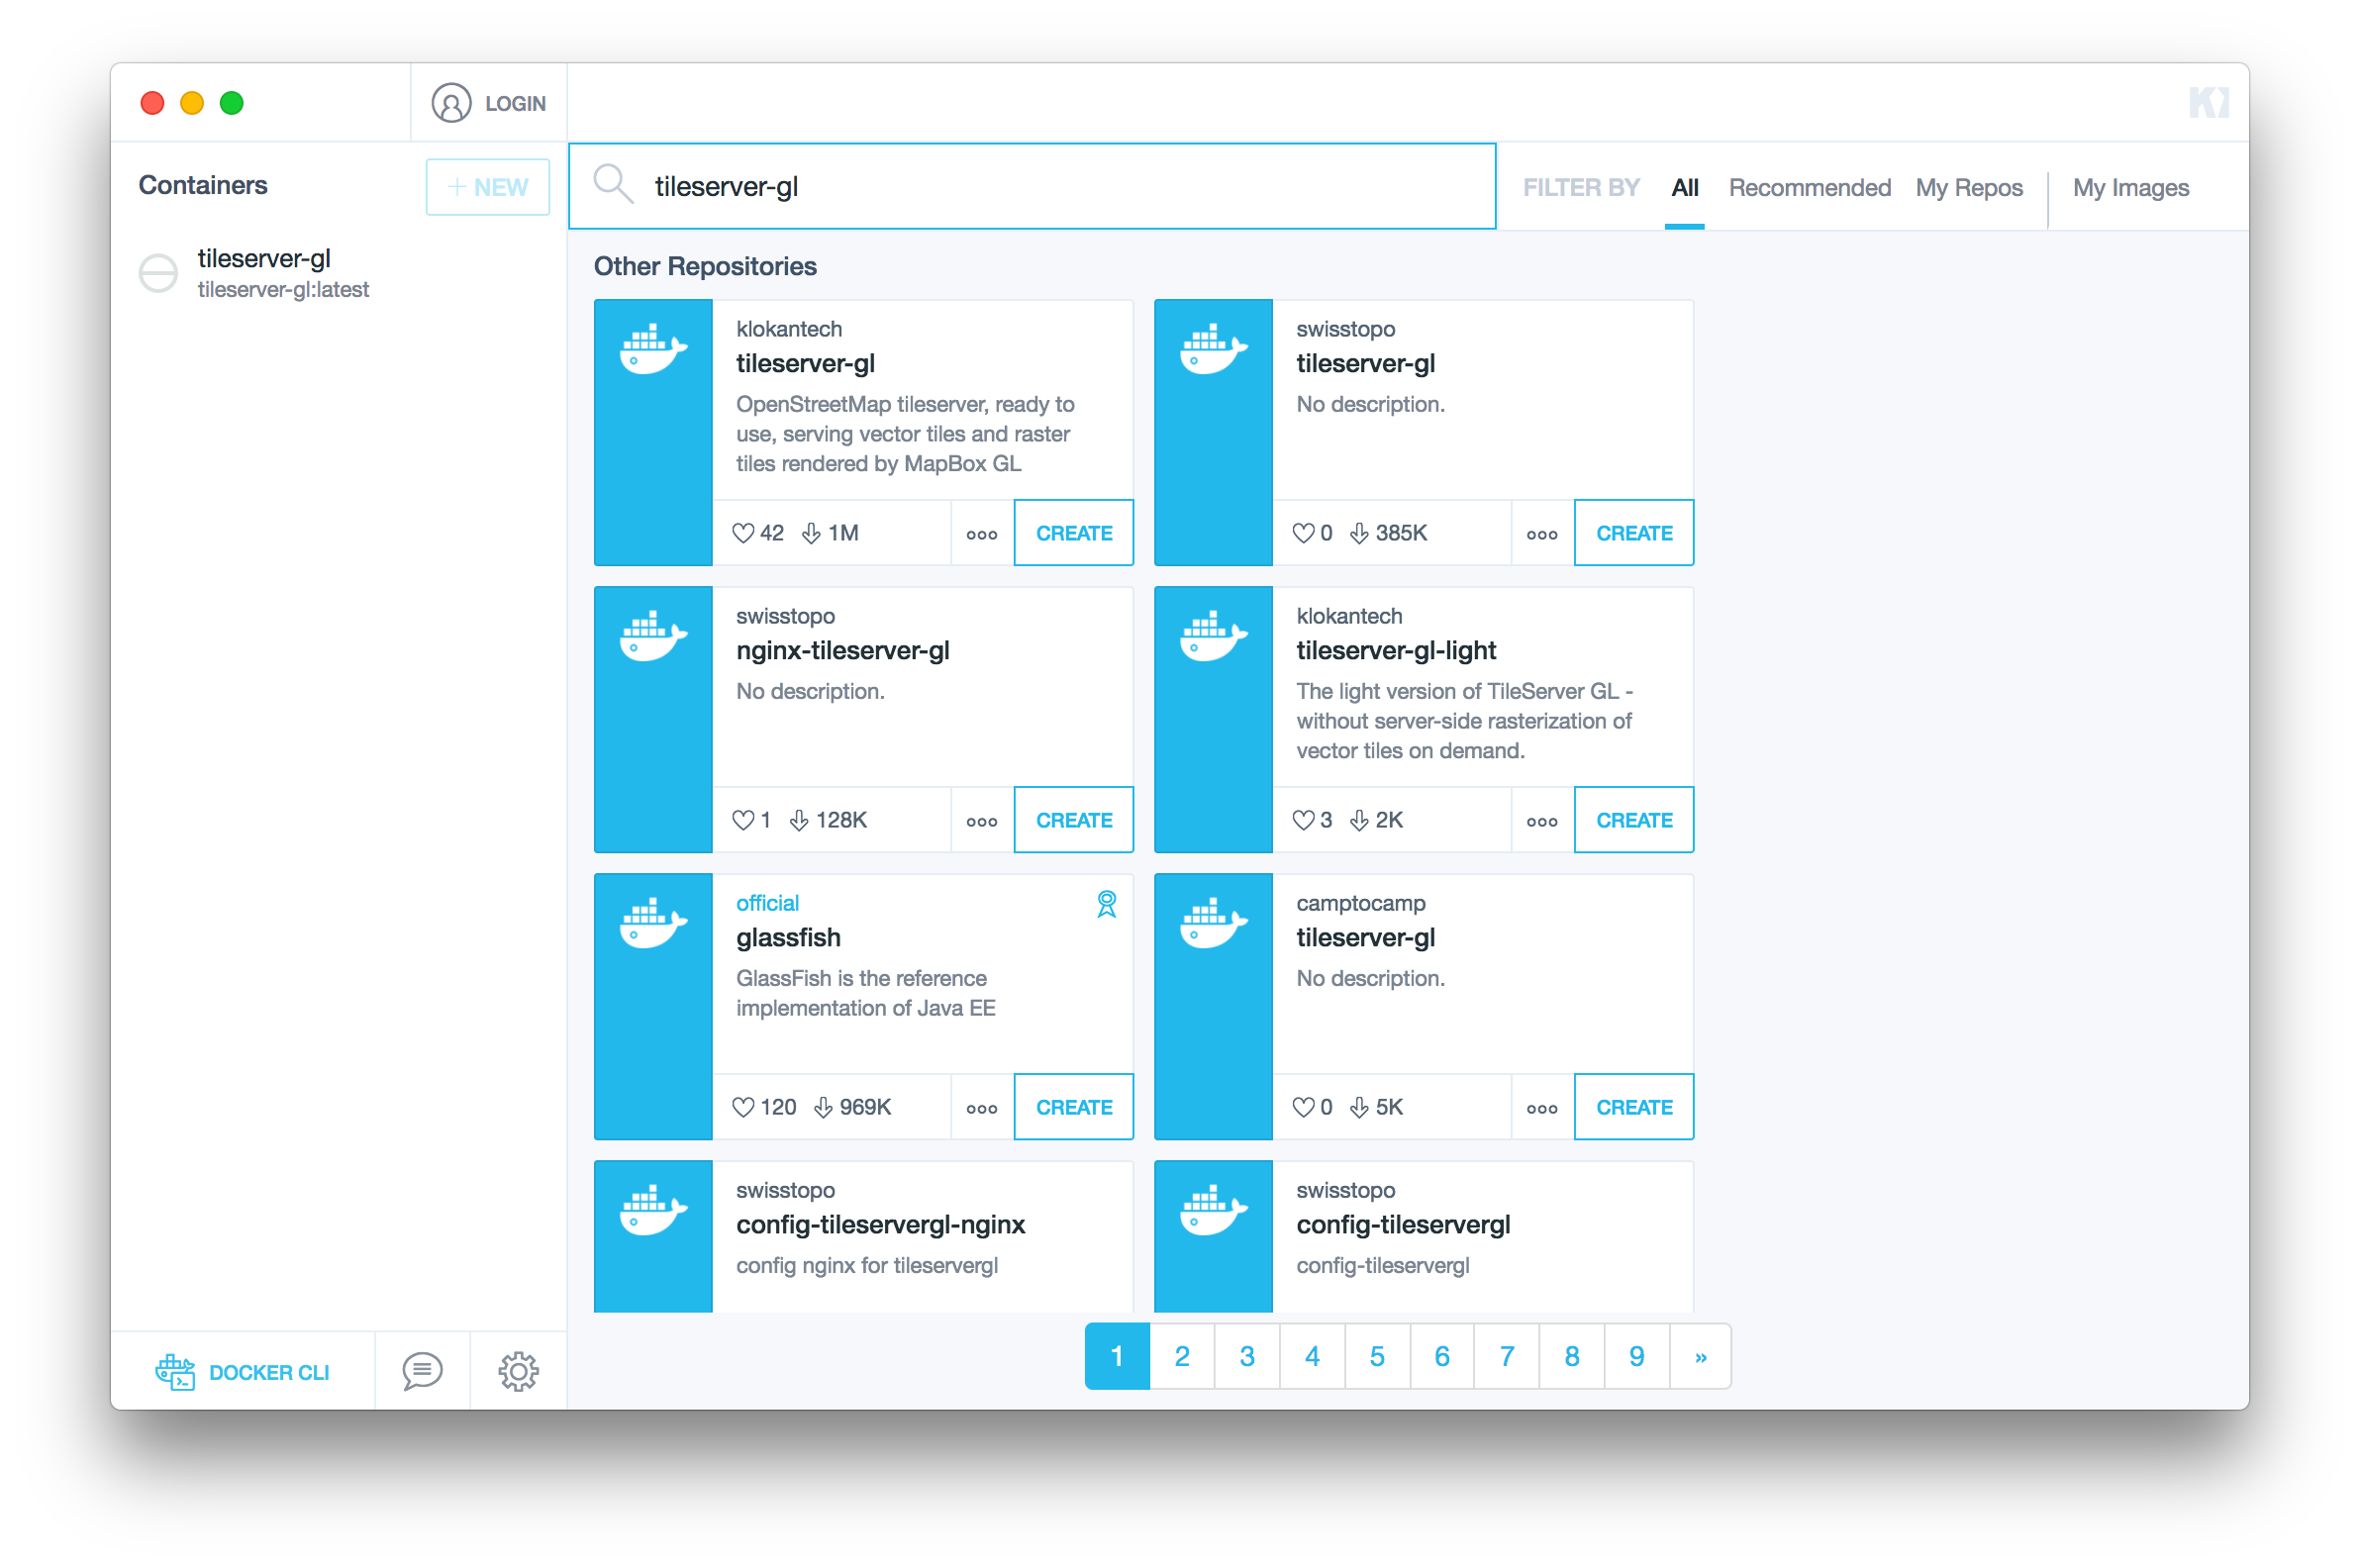 LOGIN
Containers
+ NEW
tileserver-gl
tileserver-gl:latest
tileserver-gl
FILTER BY All Recommended My Repos My Images
Other Repositories
klokantech
tileserver-gl
OpenStreetMap tileserver, ready to
use, serving vector tiles and raster
tiles rendered by MapBox GL
42 1M
CREATE
swisstopo
tileserver-gl
No description.
0 385K
CREATE
swisstopo
nginx-tileserver-gl
No description.
1 128K
CREATE
klokantech
tileserver-gl-light
The light version of TileServer GL -
without server-side rasterization of
vector tiles on demand.
3 2K
CREATE
official
glassfish
GlassFish is the reference
implementation of Java EE
120 969K
CREATE
camptocamp
tileserver-gl
No description.
0 5K
CREATE
swisstopo
config-tileservergl-nginx
config nginx for tileservergl
swisstopo
config-tileservergl
config-tileservergl
1 2 3 4 5 6 7 8 9 »
DOCKER CLI